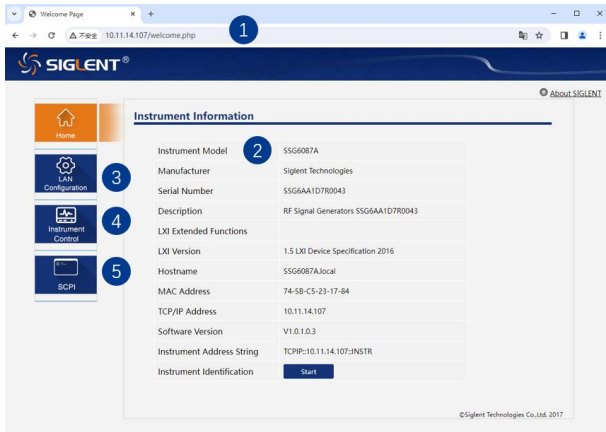 Welcome Page
不安全 10.11.14.107/welcome.php
1
SIGLENT®
About SIGLENT
Home
Instrument Information
Instrument Model 2 SSG6087A
Manufacturer Siglent Technologies
LAN Configuration 3
Serial Number SSG6AA1D7R0043
Description RF Signal Generators SSG6AA1D7R0043
Instrument Control 4
LXI Extended Functions
LXI Version 1.5 LXI Device Specification 2016
SCPI 5
Hostname SSG6087A.local
MAC Address 74-5B-C5-23-17-84
TCP/IP Address 10.11.14.107
Software Version V1.0.1.0.3
Instrument Address String TCPIP::10.11.14.107::INSTR
Instrument Identification Start
©Siglent Technologies Co.,Ltd. 2017